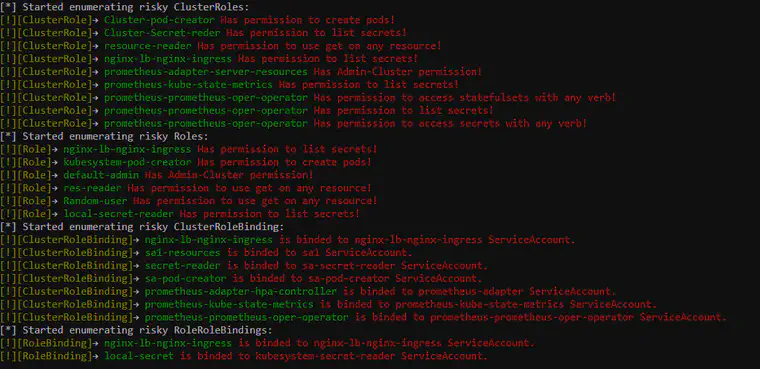 [*] Started enumerating risky ClusterRoles:
[!][ClusterRole]→ Cluster-pod-creator Has permission to create pods!
[!][ClusterRole]→ Cluster-Secret-reder Has permission to list secrets!
[!][ClusterRole]→ resource-reader Has permission to use get on any resource!
[!][ClusterRole]→ nginx-lb-nginx-ingress Has permission to list secrets!
[!][ClusterRole]→ prometheus-adapter-server-resources Has Admin-Cluster permission!
[!][ClusterRole]→ prometheus-kube-state-metrics Has permission to list secrets!
[!][ClusterRole]→ prometheus-prometheus-oper-operator Has permission to access statefulsets with any verb!
[!][ClusterRole]→ prometheus-prometheus-oper-operator Has permission to list secrets!
[!][ClusterRole]→ prometheus-prometheus-oper-operator Has permission to access secrets with any verb!
[*] Started enumerating risky Roles:
[!][Role]→ nginx-lb-nginx-ingress Has permission to list secrets!
[!][Role]→ kubesystem-pod-creator Has permission to create pods!
[!][Role]→ default-admin Has Admin-Cluster permission!
[!][Role]→ res-reader Has permission to use get on any resource!
[!][Role]→ Random-user Has permission to use get on any resource!
[!][Role]→ local-secret-reader Has permission to list secrets!
[*] Started enumerating risky ClusterRoleBinding:
[!][ClusterRoleBinding]→ nginx-lb-nginx-ingress is binded to nginx-lb-nginx-ingress ServiceAccount.
[!][ClusterRoleBinding]→ sa1-resources is binded to sa1 ServiceAccount.
[!][ClusterRoleBinding]→ secret-reader is binded to sa-secret-reader ServiceAccount.
[!][ClusterRoleBinding]→ sa-pod-creator is binded to sa-pod-creator ServiceAccount.
[!][ClusterRoleBinding]→ prometheus-adapter-hpa-controller is binded to prometheus-adapter ServiceAccount.
[!][ClusterRoleBinding]→ prometheus-kube-state-metrics is binded to prometheus-kube-state-metrics ServiceAccount.
[!][ClusterRoleBinding]→ prometheus-prometheus-oper-operator is binded to prometheus-prometheus-oper-operator ServiceAccount.
[*] Started enumerating risky RoleRoleBindings:
[!][RoleBinding]→ nginx-lb-nginx-ingress is binded to nginx-lb-nginx-ingress ServiceAccount.
[!][RoleBinding]→ local-secret is binded to kubesystem-secret-reader ServiceAccount.